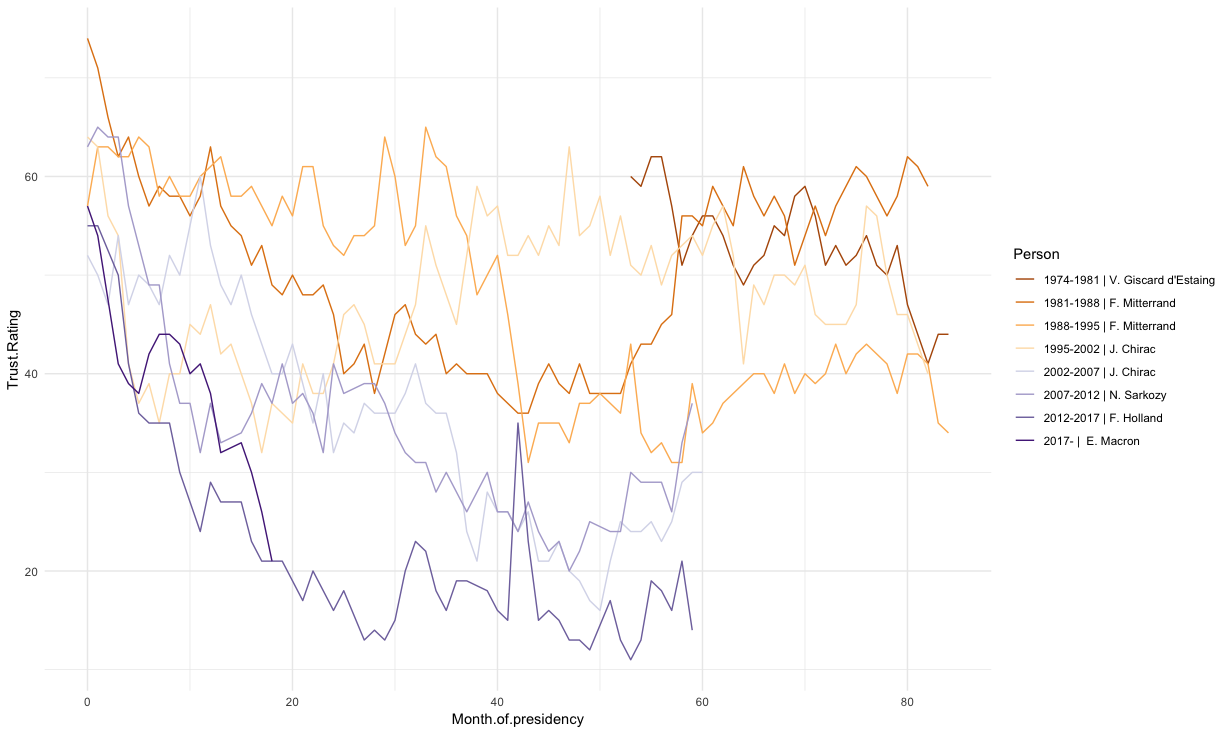 60
40
20
Trust.Rating
0
20
40
60
80
Month.of.presidency
Person
1974-1981 | V. Giscard d'Estaing
1981-1988 | F. Mitterrand
1988-1995 | F. Mitterrand
1995-2002 | J. Chirac
2002-2007 | J. Chirac
2007-2012 | N. Sarkozy
2012-2017 | F. Holland
2017- |  E. Macron